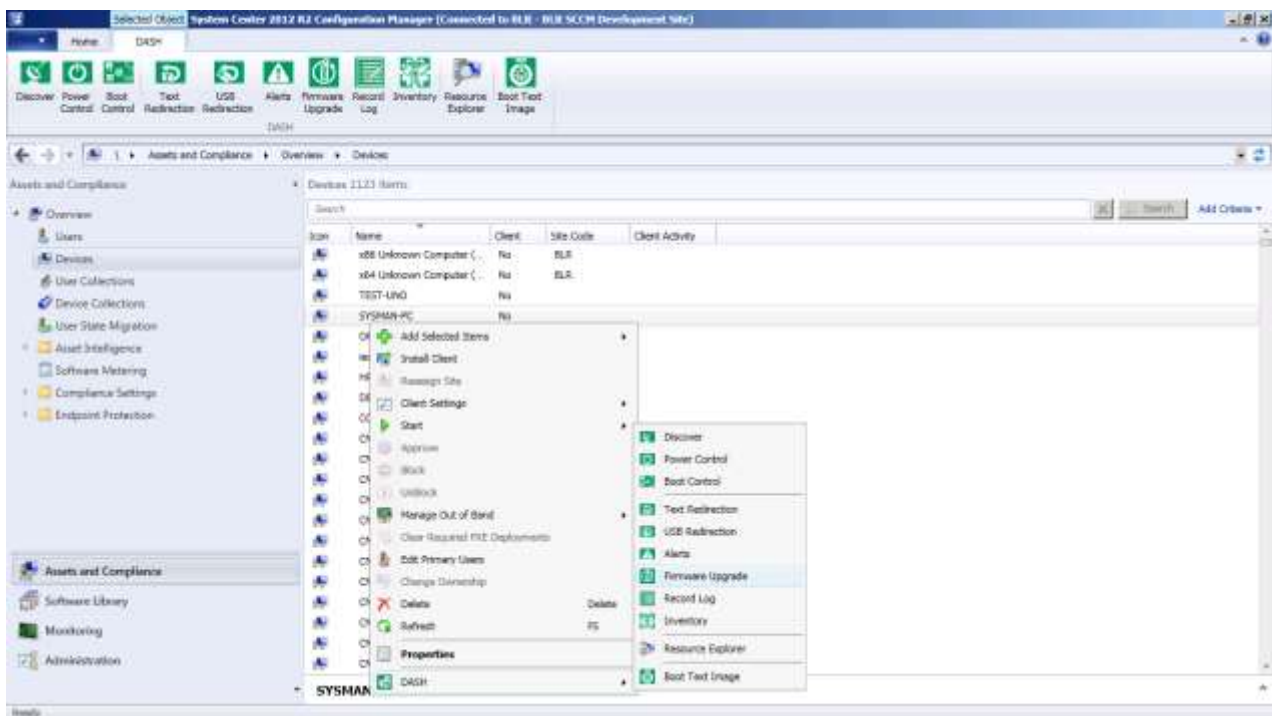 Selected Object System Center 2012 R2 Configuration Manager (Connected to BLR - BLR SCCM Development Site)
Home DASH
Discover Power Control Boot Control Text Redirection USB Redirection Alerts Firmware Upgrade Record Log Inventory Resource Explorer Boot Text Image
DASH
\ Assets and Compliance Overview Devices
Assets and Compliance
Overview
Users
Devices
User Collections
Device Collections
User State Migration
Asset Intelligence
Software Metering
Compliance Settings
Endpoint Protection
Assets and Compliance
Software Library
Monitoring
Administration
Devices 1123 items
Search Search Add Criteria
Icon Name Client Site Code Client Activity
x86 Unknown Computer (... No BLR
x64 Unknown Computer (... No BLR
TEST-UNO No
SYSMAN-PC No
Add Selected Items
Install Client
Reassign Site
Client Settings
Start
Approve
Block
Unblock
Manage Out of Band
Clear Required PXE Deployments
Edit Primary Users
Change Ownership
Delete Delete
Refresh F5
Properties
DASH
Discover
Power Control
Boot Control
Text Redirection
USB Redirection
Alerts
Firmware Upgrade
Record Log
Inventory
Resource Explorer
Boot Text Image
SYSMAN
Ready